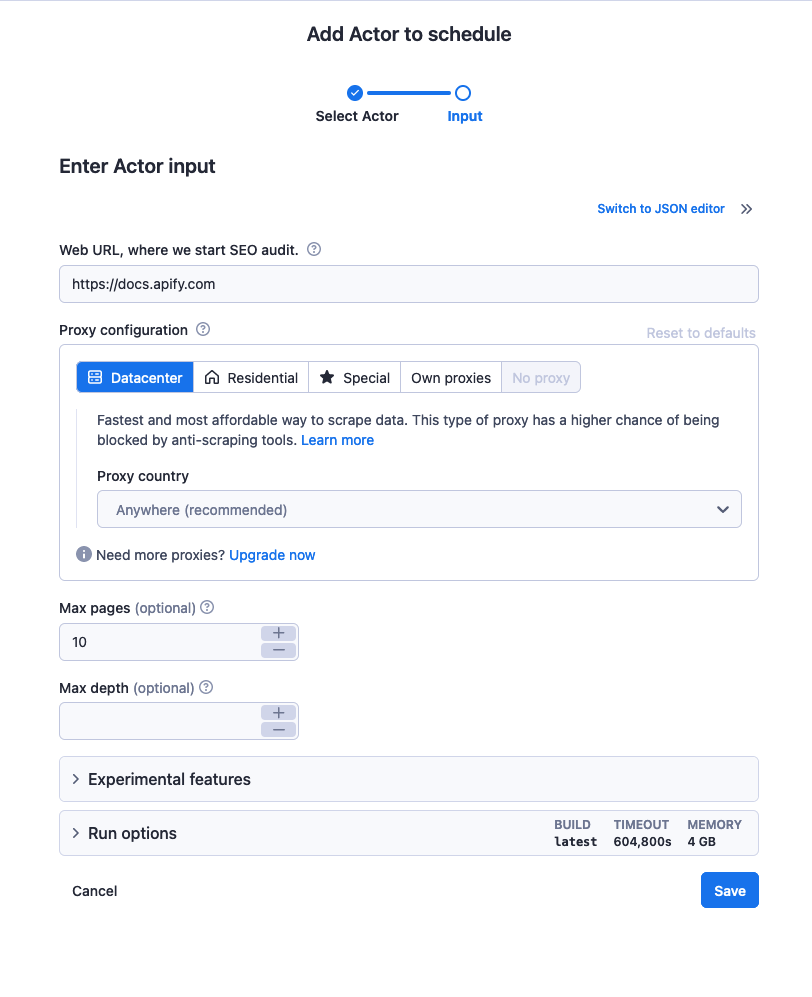 Add Actor to schedule
Select Actor
Input
Enter Actor input
Switch to JSON editor
Web URL, where we start SEO audit.
https://docs.apify.com
Proxy configuration
Reset to defaults
Datacenter
Residential
Special
Own proxies
No proxy
Fastest and most affordable way to scrape data. This type of proxy has a higher chance of being
blocked by anti-scraping tools. Learn more
Proxy country
Anywhere (recommended)
Need more proxies? Upgrade now
Max pages (optional)
10
Max depth (optional)
Experimental features
Run options
BUILD
latest
TIMEOUT
604,800s
MEMORY
4 GB
Cancel
Save